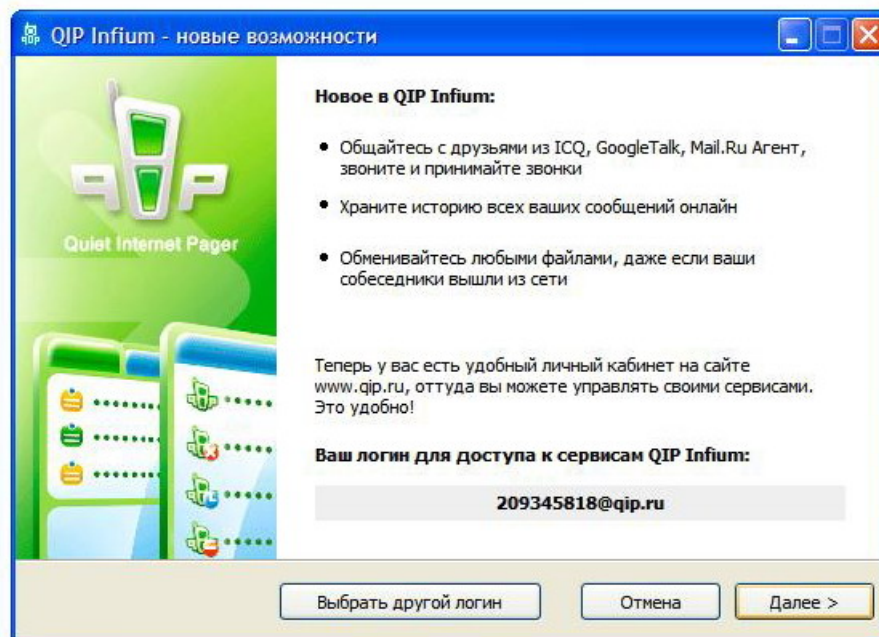 QIP Infium - новые возможности
qip
Quiet Internet Pager
Новое в QIP Infium:
• Общайтесь с друзьями из ICQ, GoogleTalk, Mail.Ru Агент,
звоните и принимайте звонки
• Храните историю всех ваших сообщений онлайн
• Обменивайтесь любыми файлами, даже если ваши
собеседники вышли из сети
Теперь у вас есть удобный личный кабинет на сайте
www.qip.ru, оттуда вы можете управлять своими сервисами.
Это удобно!
Ваш логин для доступа к сервисам QIP Infium:
209345818@qip.ru
Выбрать другой логин
Отмена
Далее >